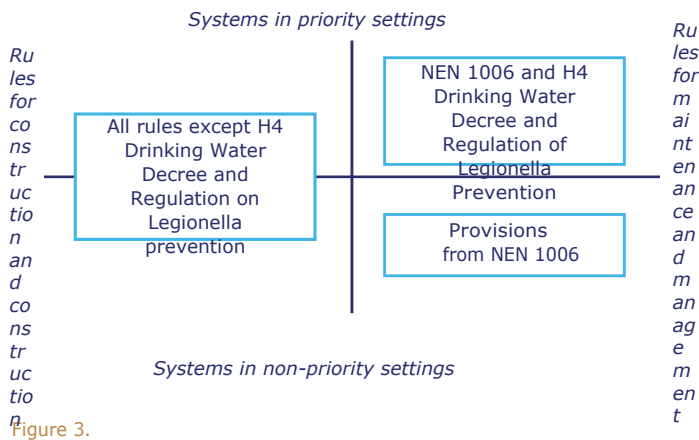 Systems in priority settings
Ru
les
for
co
ns
tr
uc
tio
n
an
d
co
ns
tr
uc
tio
n
All rules except H4
Drinking Water
Decree and
Regulation on
Legionella
prevention
NEN 1006 and H4
Drinking Water
Decree and
Regulation of
Legionella
Prevention
Provisions
from NEN 1006
Ru
les
for
m
ai
nt
en
an
ce
an
d
m
an
ag
e
m
en
t
Systems in non-priority settings
Figure 3.